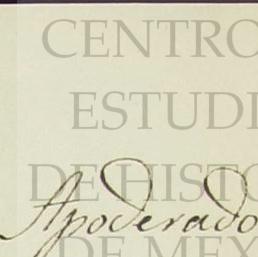 CENTRO
ESTUDI
DE HISTO
Apoderado
DE MEX